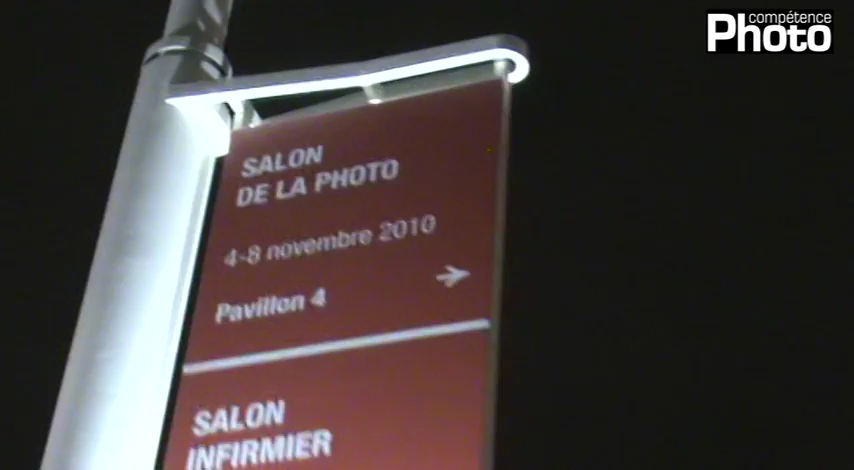 compétence
Photo
SALON
DE LA PHOTO
4-8 novembre 2010
Pavillon 4
SALON
INFIRMIER